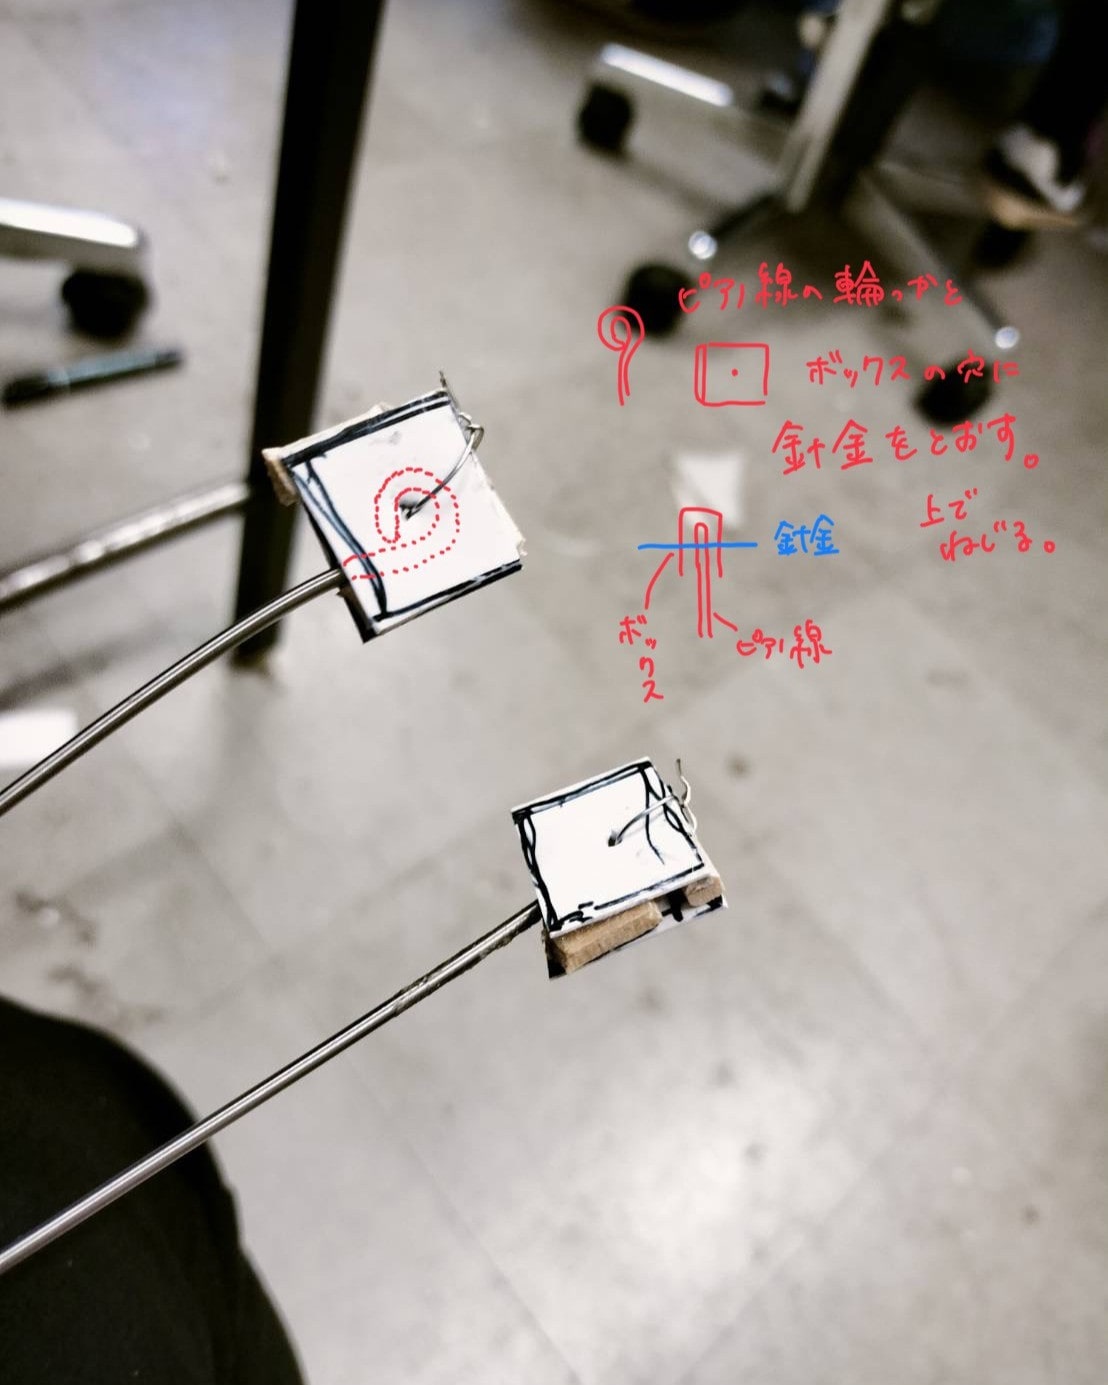 ピアノ線の輪っかと
ボックスの穴に
針金をとおす。
上で
ねじる。
針金
ボックス
ピアノ線